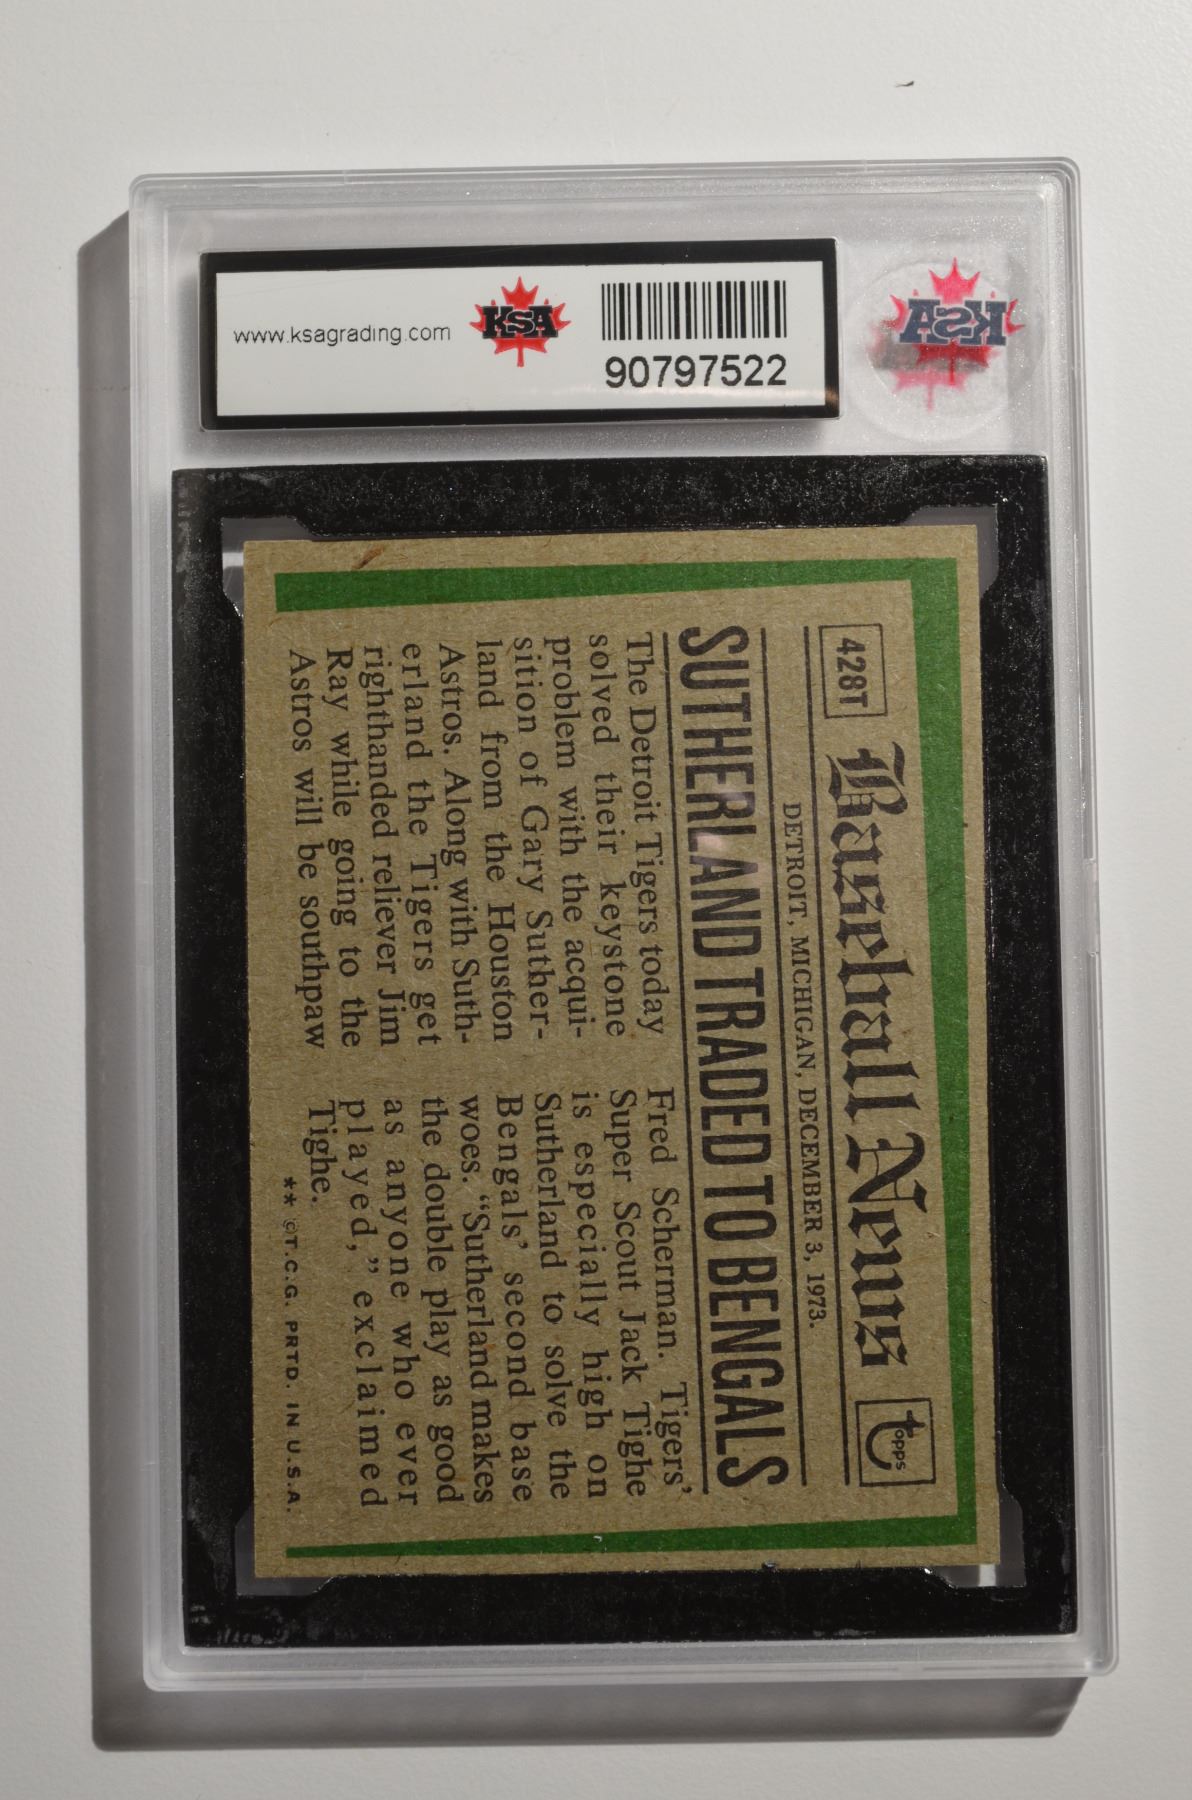 www.ksagrading.com
KSA
90797522
KSA
428T
Baseball News
topps
DETROIT, MICHIGAN, DECEMBER 3, 1973.
SUTHERLAND TRADED TO BENGALS
The Detroit Tigers today
solved their keystone
problem with the acqui-
sition of Gary Suther-
land from the Houston
Astros. Along with Suth-
erland the Tigers get
righthanded reliever Jim
Ray while going to the
Astros will be southpaw
Fred Scherman. Tigers'
Super Scout Jack Tighe
is especially high on
Sutherland to solve the
Bengals' second base
woes. "Sutherland makes
the double play as good
as anyone who ever
played," exclaimed
Tighe.
** ©T.C.G. PRTD. IN U.S.A.